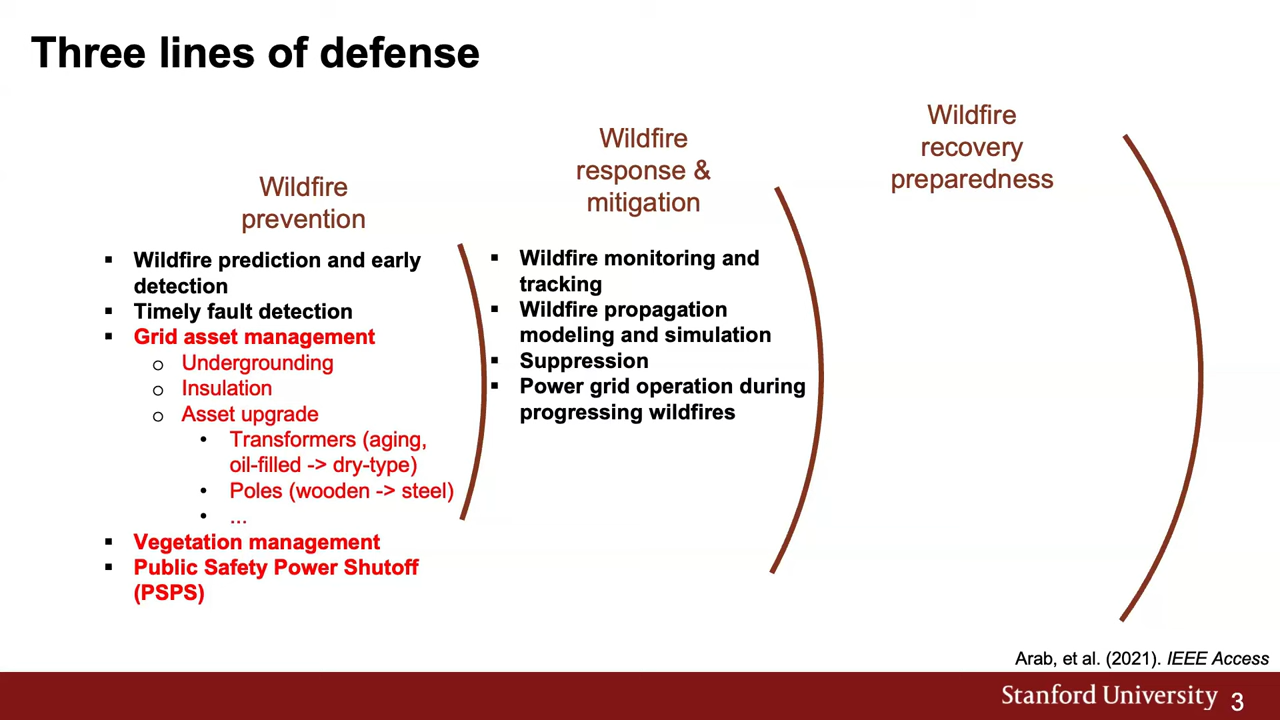 Three lines of defense
Wildfire
prevention
▪ Wildfire prediction and early
detection
▪ Timely fault detection
▪ Grid asset management
o Undergrounding
o Insulation
o Asset upgrade
• Transformers (aging,
oil-filled -> dry-type)
• Poles (wooden -> steel)
• ...
▪ Vegetation management
▪ Public Safety Power Shutoff
(PSPS)
Wildfire
response &
mitigation
▪ Wildfire monitoring and
tracking
▪ Wildfire propagation
modeling and simulation
▪ Suppression
▪ Power grid operation during
progressing wildfires
Wildfire
recovery
preparedness
Arab, et al. (2021). IEEE Access
Stanford University 3